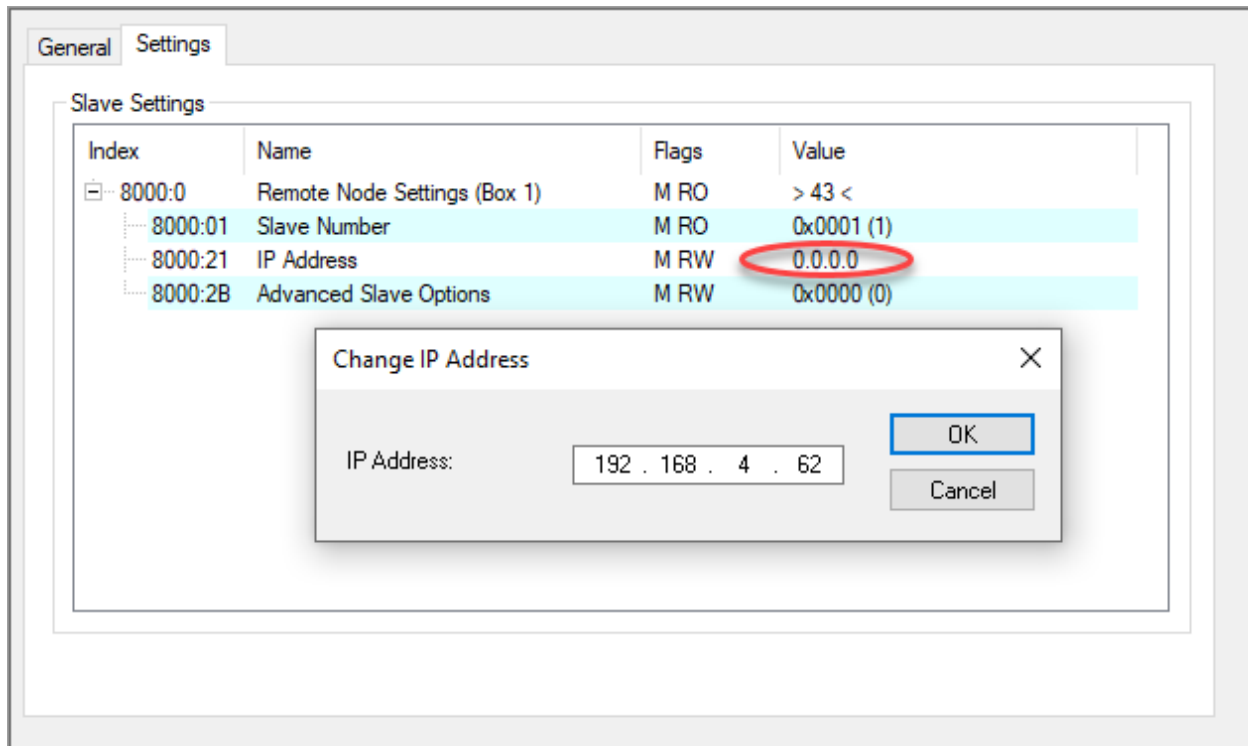 General Settings
Slave Settings
Index Name Flags Value
8000:0 Remote Node Settings (Box 1) M RO > 43 <
8000:01 Slave Number M RO 0x0001 (1)
8000:21 IP Address M RW 0.0.0.0
8000:2B Advanced Slave Options M RW 0x0000 (0)
Change IP Address
OK
IP Address: 192 . 168 . 4 . 62
Cancel